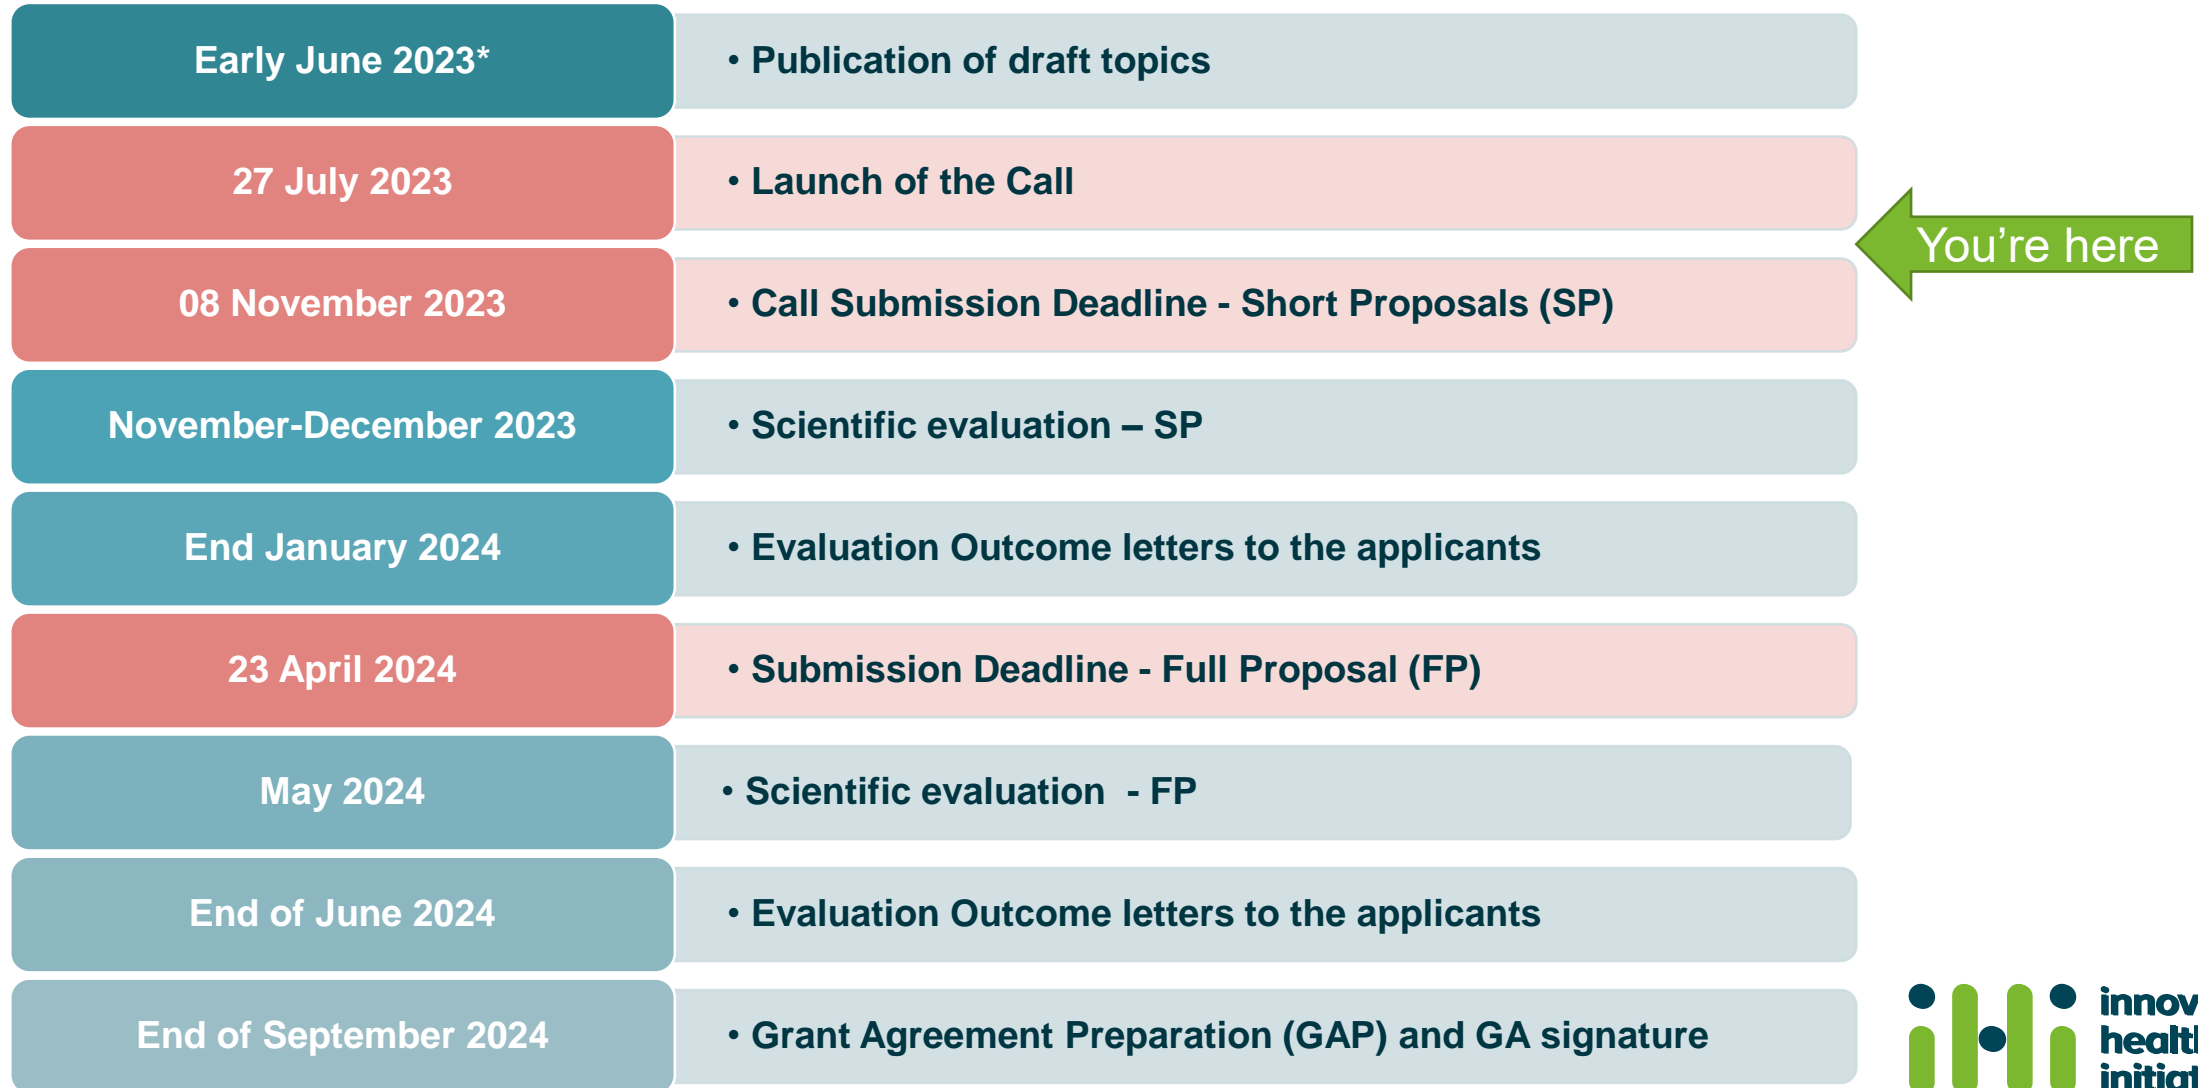 Early June 2023*
• Publication of draft topics
27 July 2023
• Launch of the Call
You're here
08 November 2023
• Call Submission Deadline - Short Proposals (SP)
November-December 2023
• Scientific evaluation – SP
End January 2024
• Evaluation Outcome letters to the applicants
23 April 2024
• Submission Deadline - Full Proposal (FP)
May 2024
• Scientific evaluation  - FP
End of June 2024
• Evaluation Outcome letters to the applicants
End of September 2024
• Grant Agreement Preparation (GAP) and GA signature
iHi